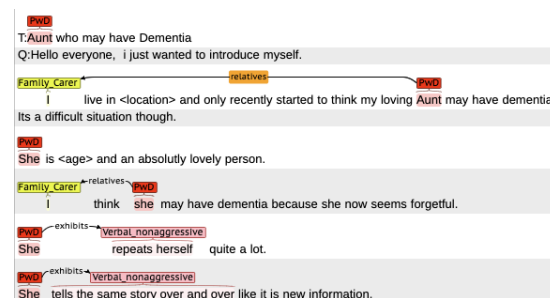 PwD
T:Aunt who may have Dementia
Q:Hello everyone, i just wanted to introduce myself.
relatives
Family_Carer PwD
I live in <location> and only recently started to think my loving Aunt may have dementia
Its a difficult situation though.
PwD
She is <age> and an absolutly lovely person.
Family_Carer relatives PwD
I think she may have dementia because she now seems forgetful.
PwD exhibits Verbal_nonaggressive
She repeats herself quite a lot.
PwD exhibits Verbal_nonaggressive
She tells the same story over and over like it is new information.